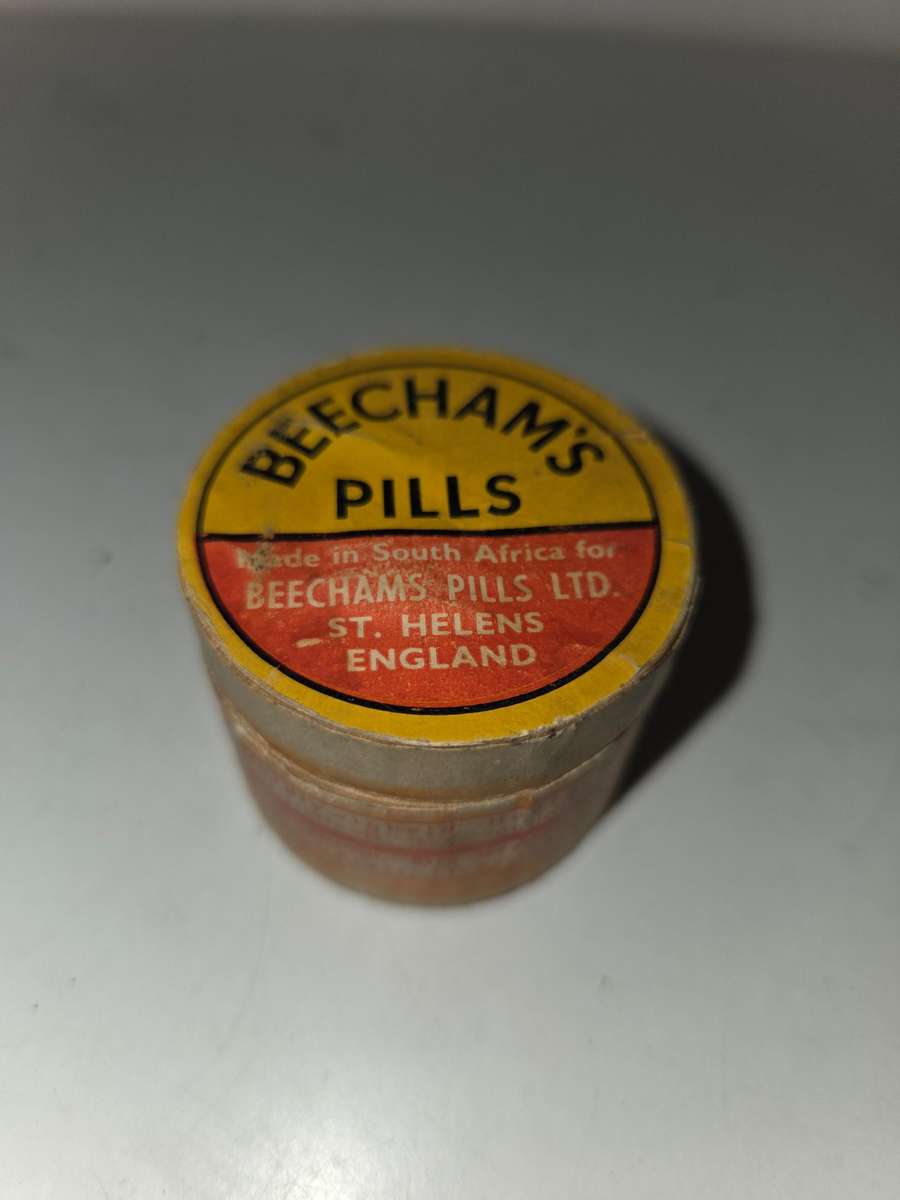 BEECHAM'S
PILLS
Made in South Africa for
BEECHAMS PILLS LTD.
ST. HELENS
ENGLAND